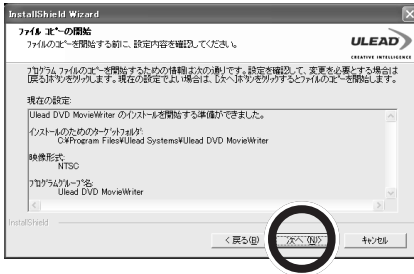 InstallShield Wizard
ファイル コピーの開始
ファイルのコピーを開始する前に、設定内容を確認してください。
ULEAD
CREATIVE INTELLIGENCE
プログラム ファイルのコピーを開始するための情報は次の通りです。設定を確認して、変更を必要とする場合は
[戻る]ボタンをクリックします。現在の設定でよい場合は、[次へ]ボタンをクリックするとファイルのコピーを開始します。
現在の設定:
Ulead DVD MovieWriter のインストールを開始する準備ができました。
インストールのためのターゲットフォルダ:
C:¥Program Files¥Ulead Systems¥Ulead DVD MovieWriter
映像形式:
NTSC
プログラムグループ名:
Ulead DVD MovieWriter
InstallShield
< 戻る(B)
次へ (N)>
キャンセル